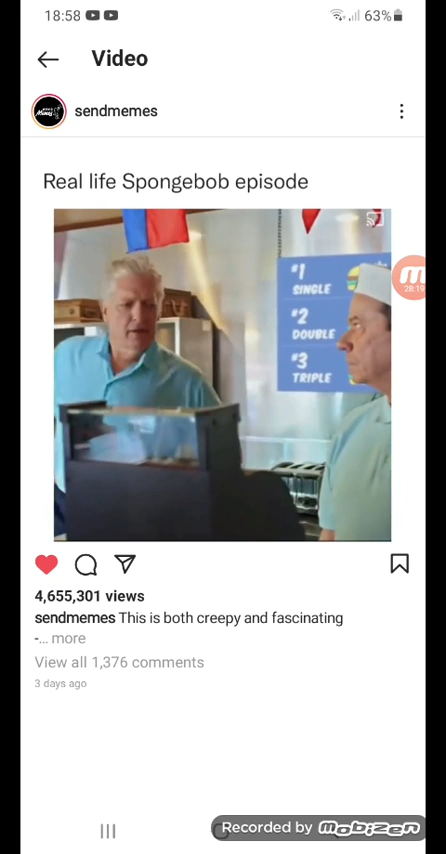 18:58
63%
Video
sendmemes
Real life Spongebob episode
#1
SINGLE
#2
DOUBLE
#3
TRIPLE
28:19
4,655,301 views
sendmemes This is both creepy and fascinating
-... more
View all 1,376 comments
3 days ago
Recorded by mobizen